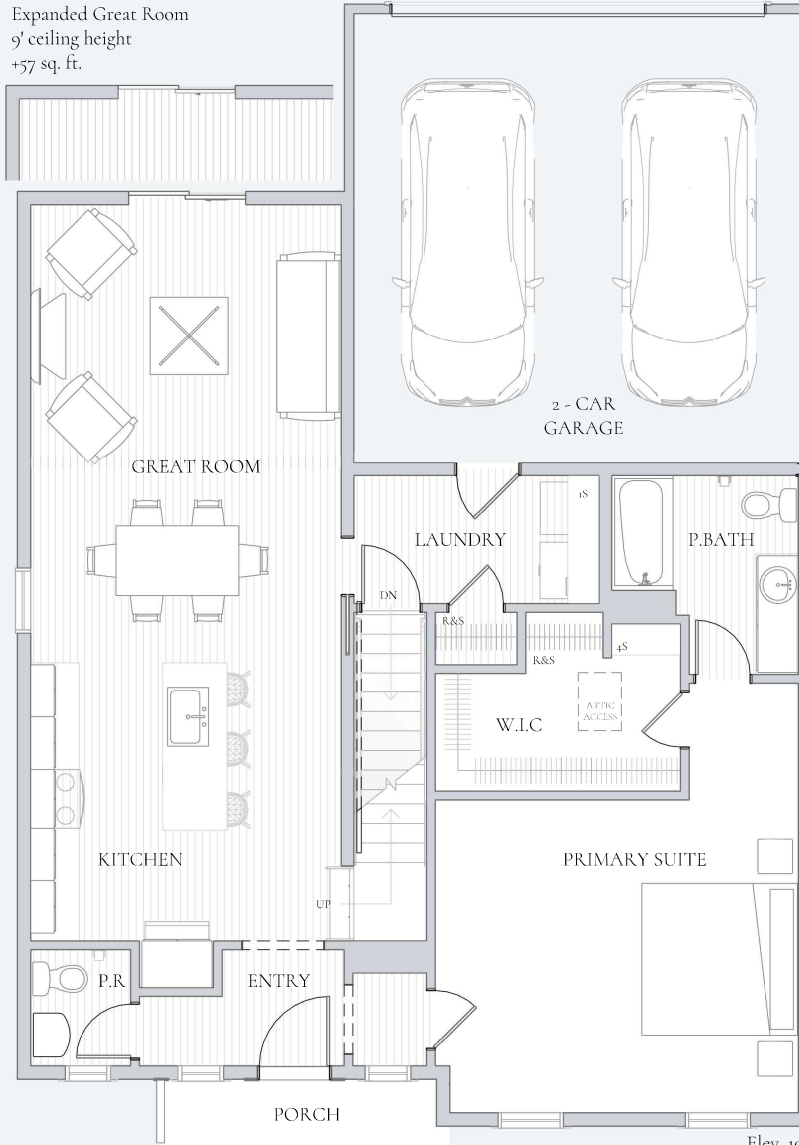 Expanded Great Room
9' ceiling height
+57 sq. ft.
2 - CAR
GARAGE
GREAT ROOM
1S
LAUNDRY
P.BATH
DN
R&S
R&S
4S
ATTIC
ACCESS
W.I.C
KITCHEN
PRIMARY SUITE
UP
P.R
ENTRY
PORCH
Elev.